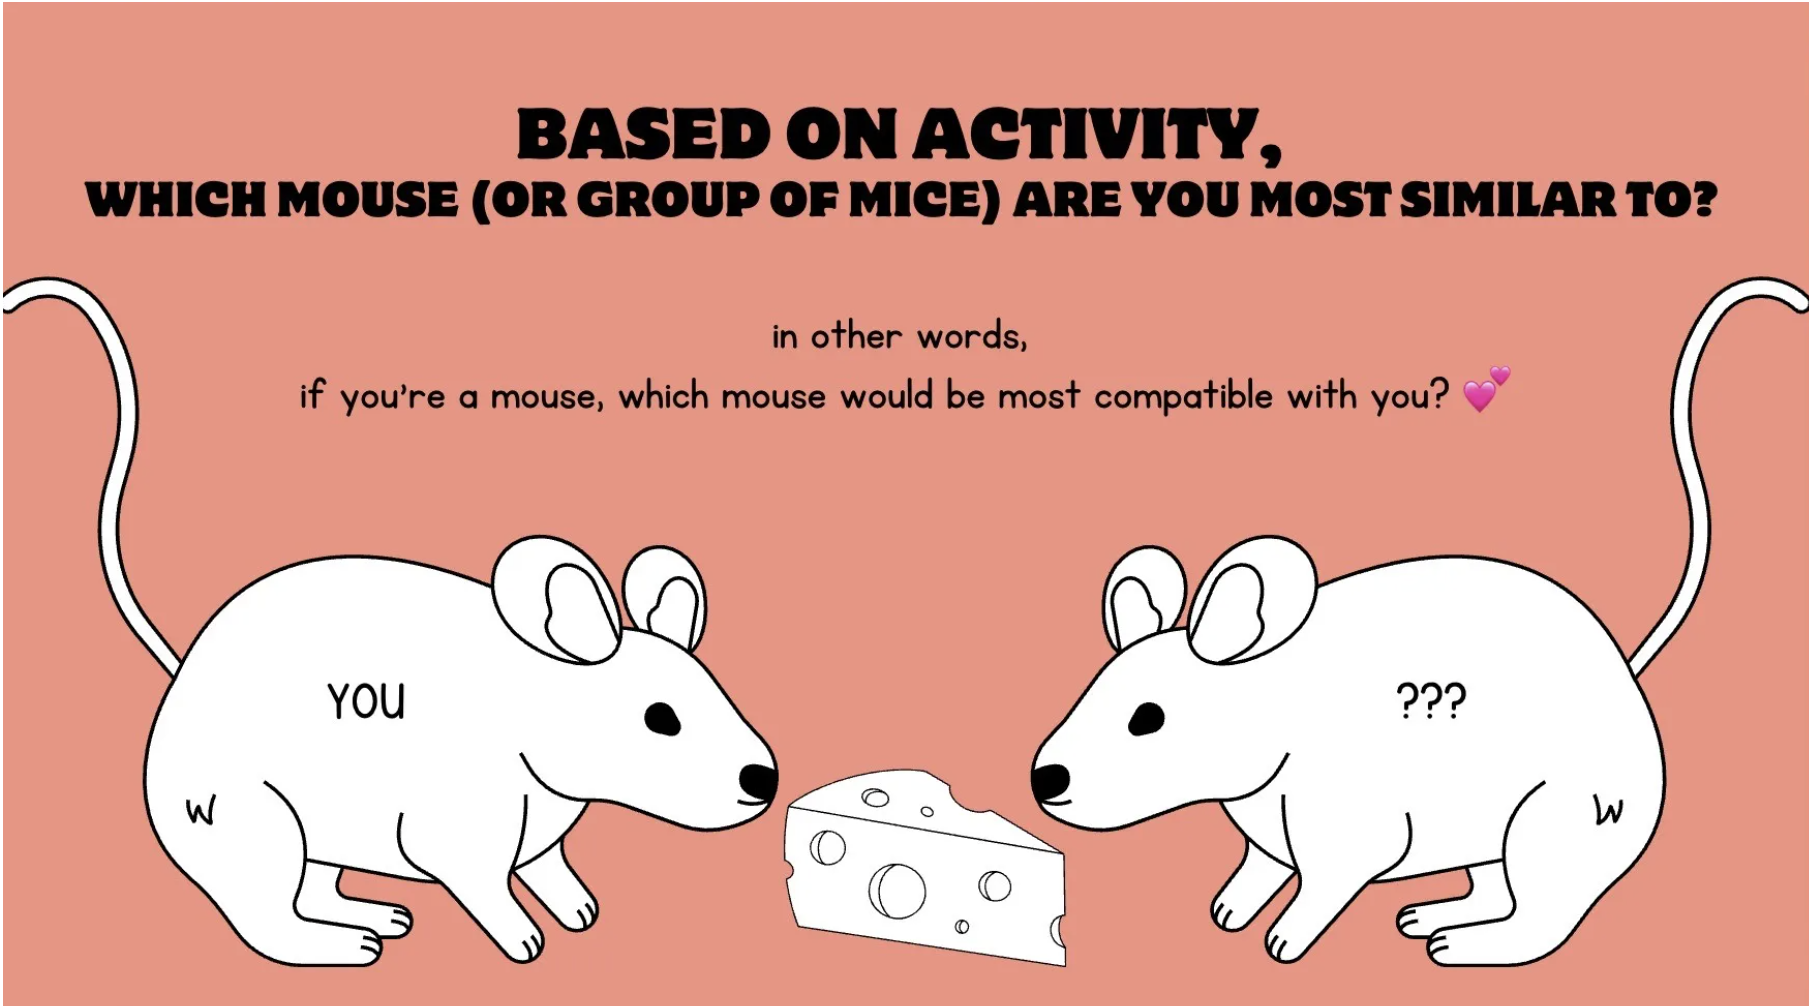 BASED ON ACTIVITY,
WHICH MOUSE (OR GROUP OF MICE) ARE YOU MOST SIMILAR TO?
in other words,
if you're a mouse, which mouse would be most compatible with you? 💕
YOU
???